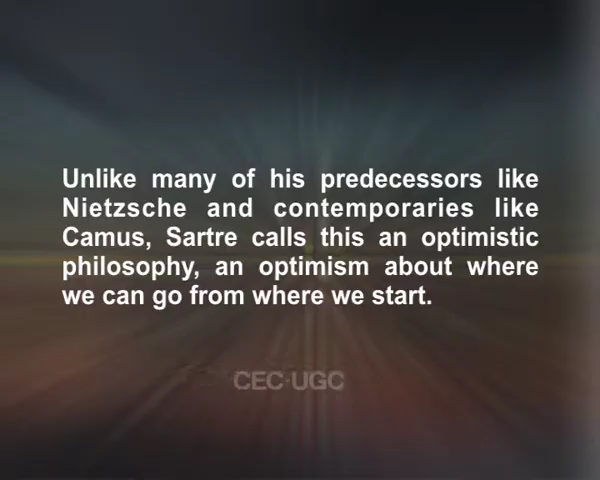 Unlike many of his predecessors like
Nietzsche and contemporaries like
Camus, Sartre calls this an optimistic
philosophy, an optimism about where
we can go from where we start.
CEC-UGC